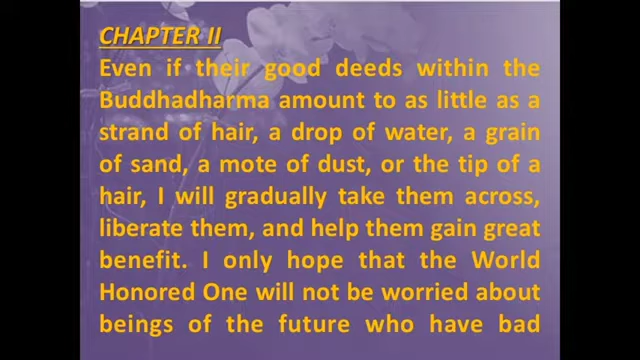 CHAPTER II
Even if their good deeds within the
Buddhadharma amount to as little as a
strand of hair, a drop of water, a grain
of sand, a mote of dust, or the tip of a
hair, I will gradually take them across,
liberate them, and help them gain great
benefit. I only hope that the World
Honored One will not be worried about
beings of the future who have bad